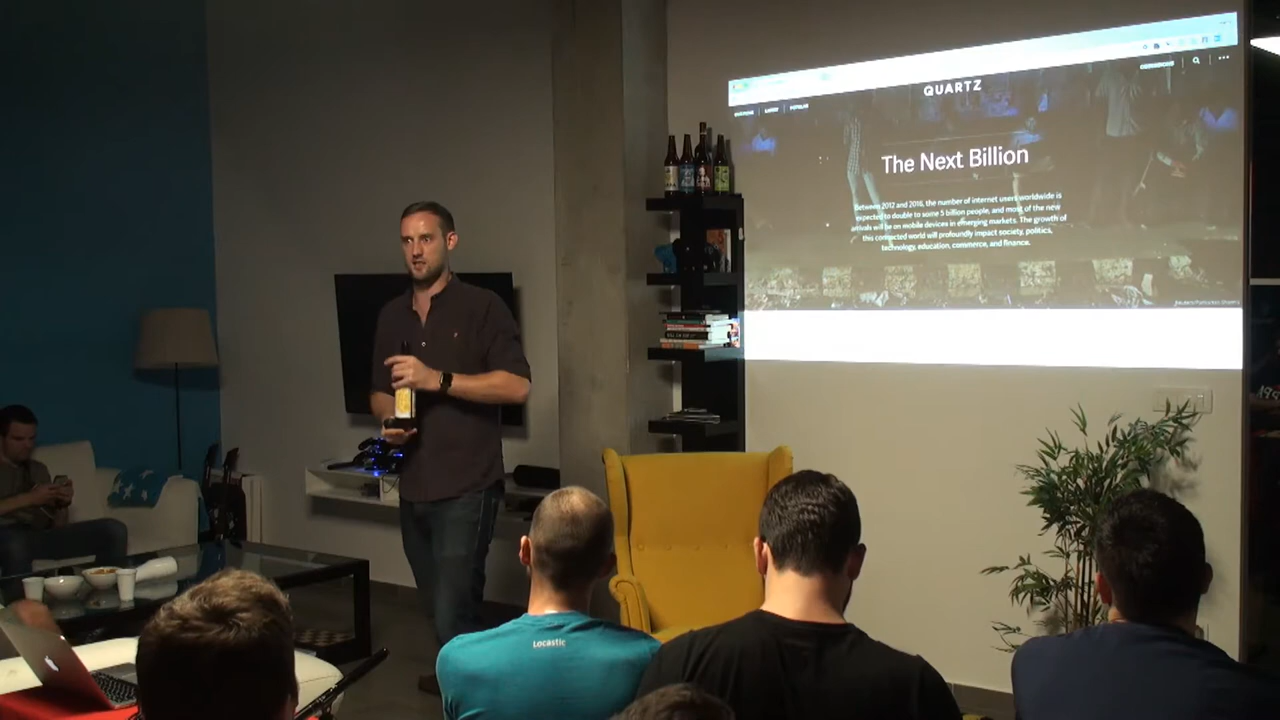 QUARTZ
The Next Billion
Between 2012 and 2016, the number of internet users worldwide is
expected to double to some 5 billion people, and most of the new
arrivals will be on mobile devices in emerging markets. The growth of
this connected world will profoundly impact society, politics,
technology, education, commerce, and finance.
Locastic